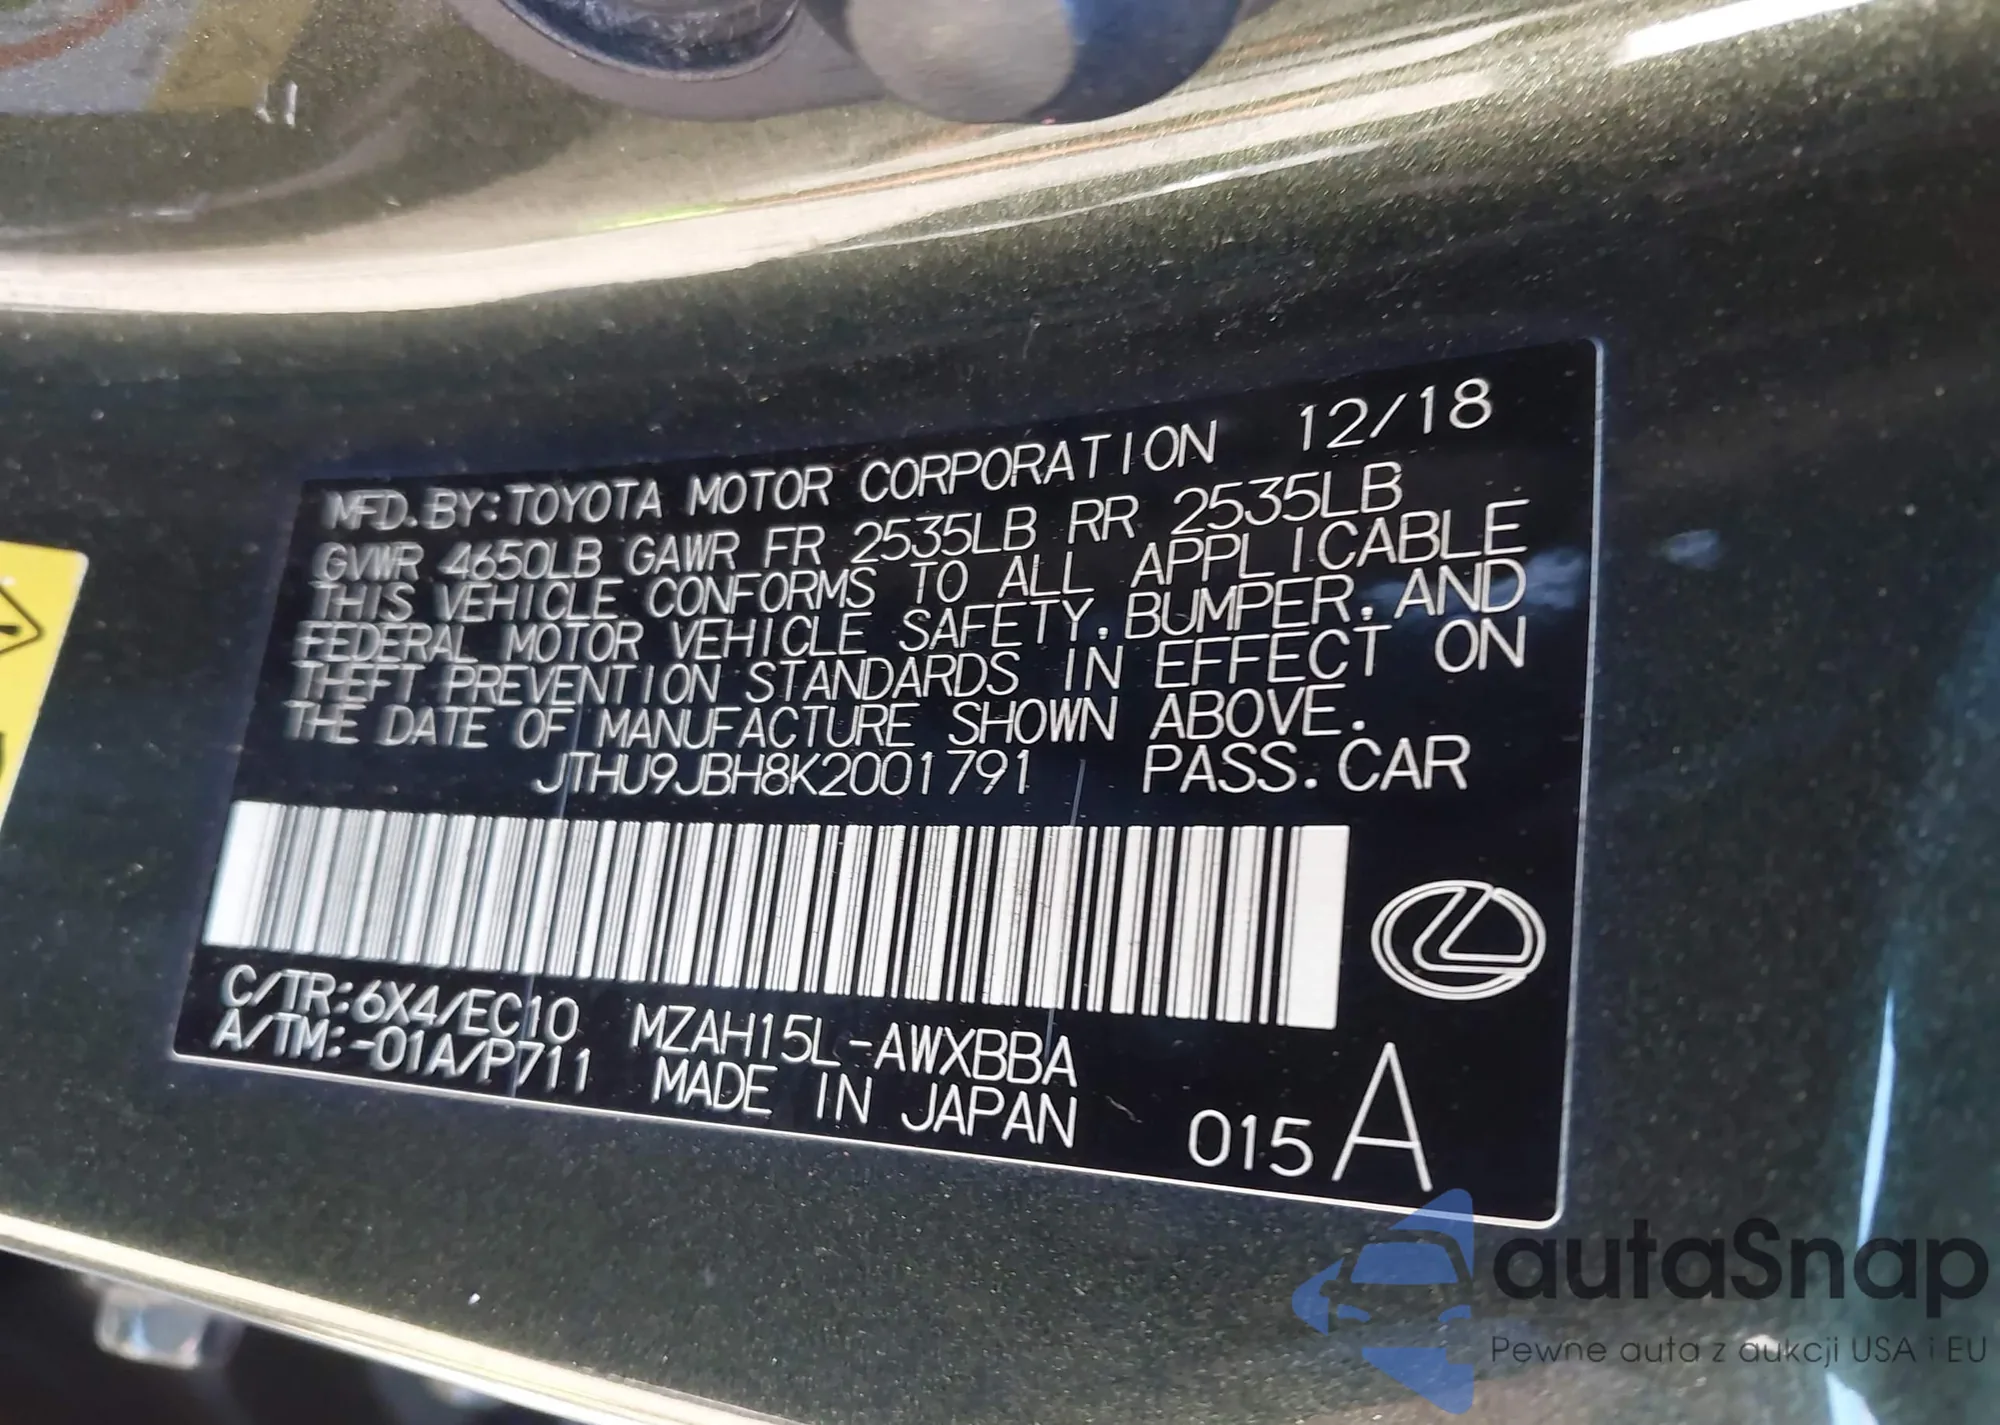 MFD.BY:TOYOTA MOTOR CORPORATION 12/18
GVWR 4650LB GAWR FR 2535LB RR 2535LB
THIS VEHICLE CONFORMS TO ALL APPLICABLE
FEDERAL MOTOR VEHICLE SAFETY, BUMPER, AND
THEFT PREVENTION STANDARDS IN EFFECT ON
THE DATE OF MANUFACTURE SHOWN ABOVE.
JTHU9JBH8K2001791 PASS.CAR
C/TR:6X4/EC10 MZAH15L-AWXBBA
A/TM:-01A/P711 MADE IN JAPAN 015 A
autaSnap
Pewne auta z aukcji USA i EU